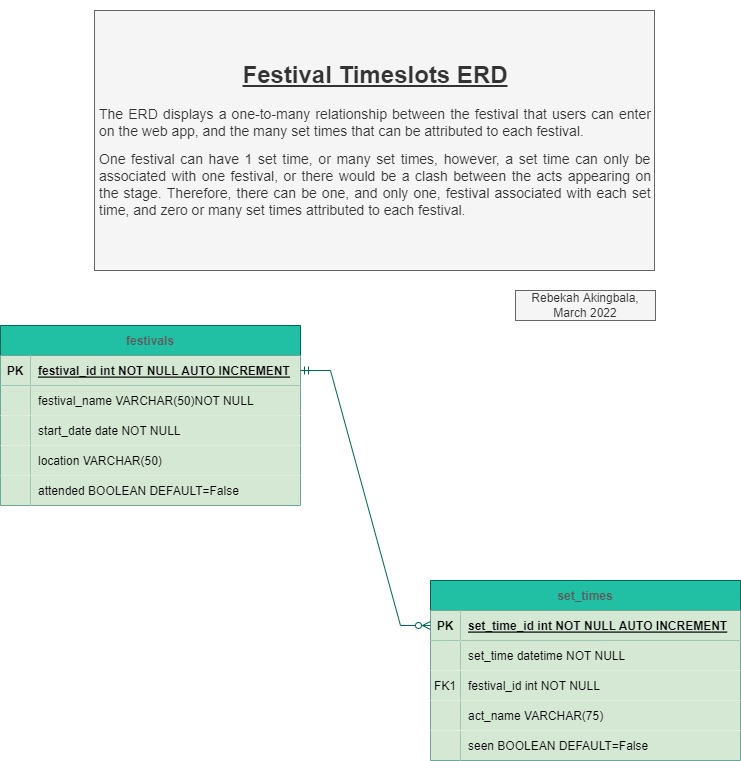 Festival Timeslots ERD
The ERD displays a one-to-many relationship between the festival that users can enter
on the web app, and the many set times that can be attributed to each festival.
One festival can have 1 set time, or many set times, however, a set time can only be
associated with one festival, or there would be a clash between the acts appearing on
the stage. Therefore, there can be one, and only one, festival associated with each set
time, and zero or many set times attributed to each festival.
Rebekah Akingbala,
March 2022
festivals
PK festival_id int NOT NULL AUTO INCREMENT
festival_name VARCHAR(50)NOT NULL
start_date date NOT NULL
location VARCHAR(50)
attended BOOLEAN DEFAULT=False
set_times
PK set_time_id int NOT NULL AUTO INCREMENT
set_time datetime NOT NULL
FK1 festival_id int NOT NULL
act_name VARCHAR(75)
seen BOOLEAN DEFAULT=False